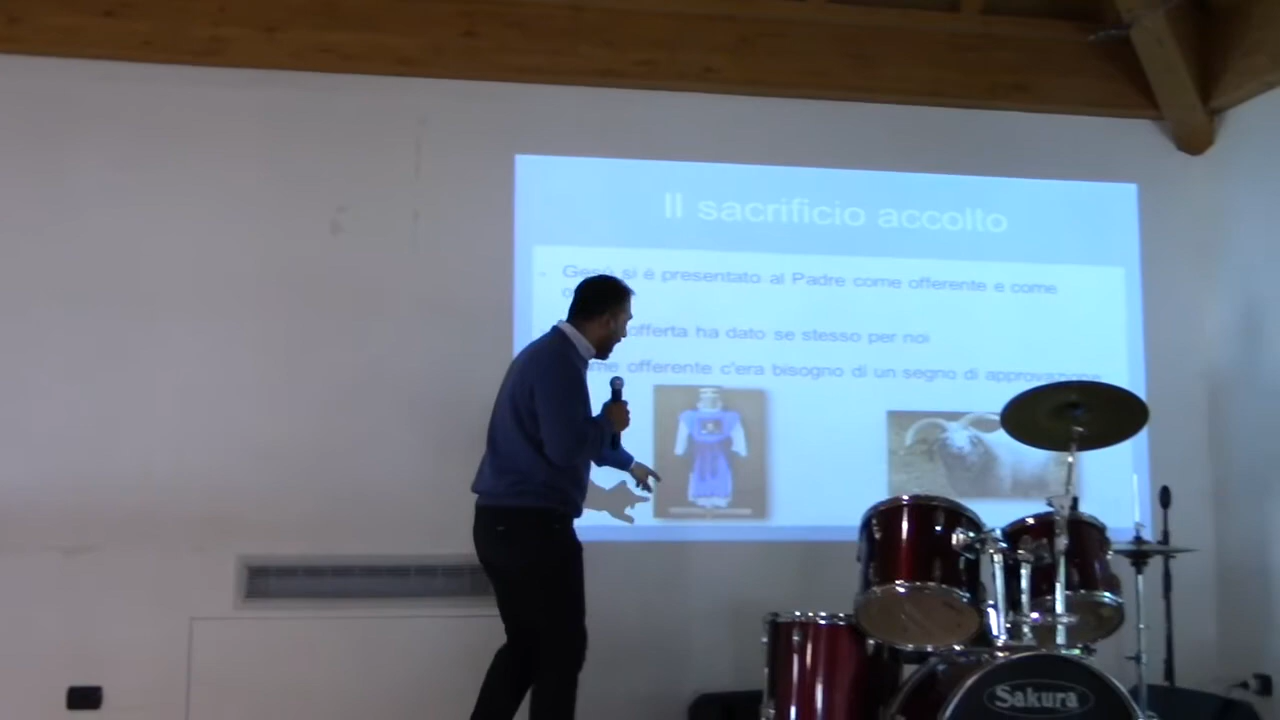 Il sacrificio accolto
- Gesù si è presentato al Padre come offerente e come
offerta ha dato se stesso per noi
offerente c'era bisogno di un segno di approvazione
Sakura